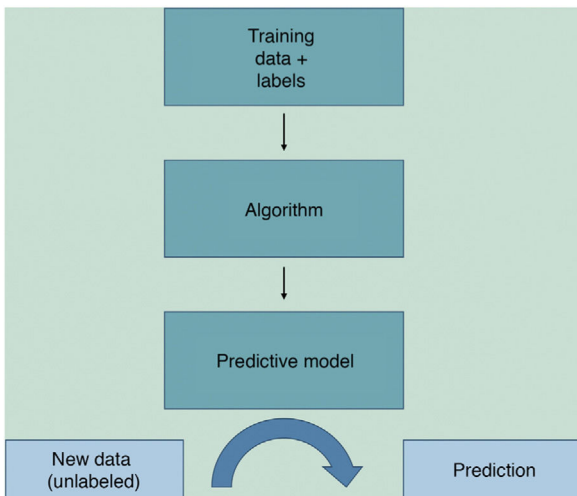 Training
data +
labels
Algorithm
Predictive model
New data
(unlabeled)
Prediction